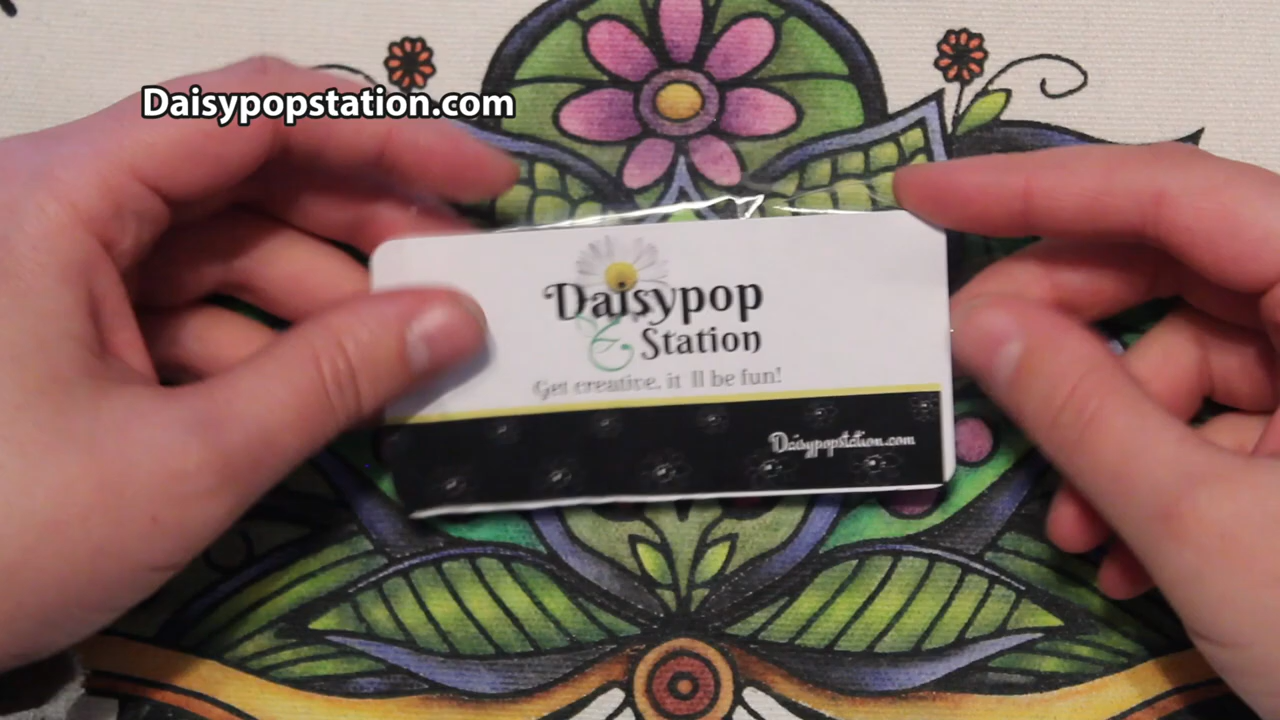 Daisypopstation.com
Daisypop
Station
Get creative, it ll be fun!
Daisypopstation.com